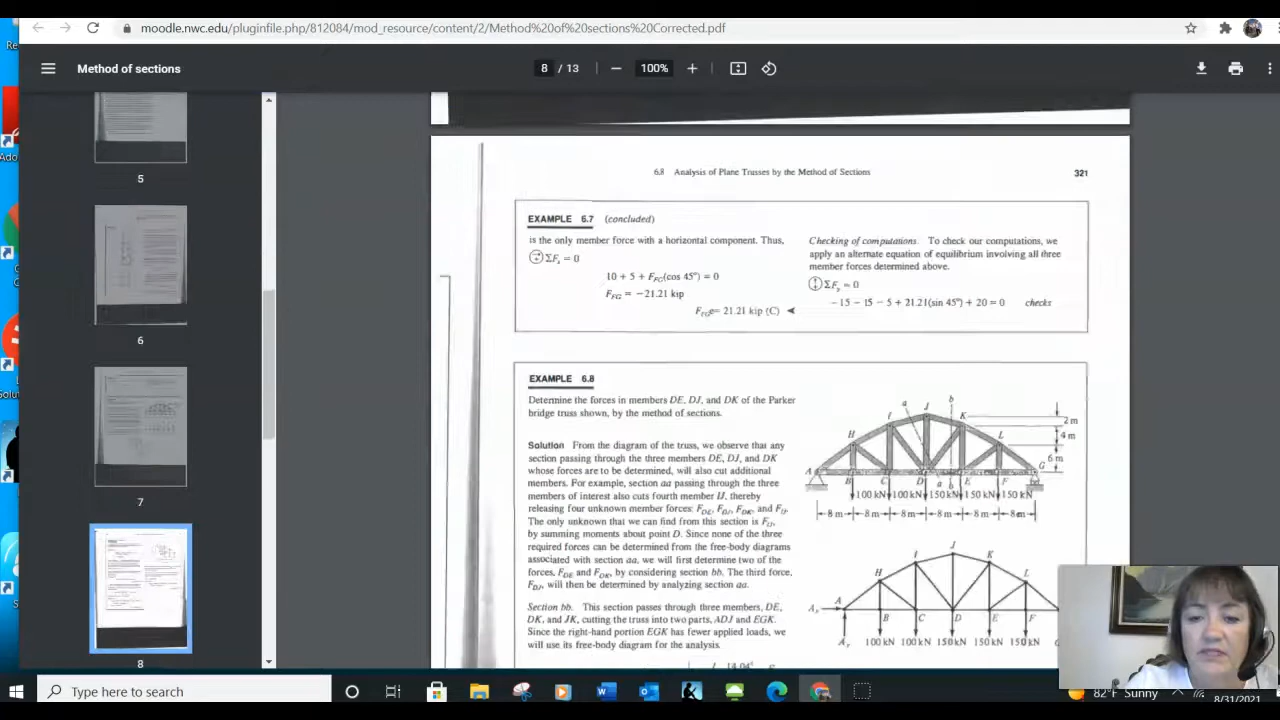 moodle.nwc.edu/pluginfile.php/812084/mod_resource/content/2/Method%20of%20sections%20Corrected.pdf
Re
Method of sections
8 / 13
100%
5
6
7
8
Ado
6.8 Analysis of Plane Trusses by the Method of Sections
321
EXAMPLE 6.7 (concluded)
is the only member force with a horizontal component. Thus,
ΣFx = 0
10 + 5 + FFG(cos 45°) = 0
FFG = −21.21 kip
FFG = 21.21 kip (C) ◄
Checking of computations. To check our computations, we
apply an alternate equation of equilibrium involving all three
member forces determined above.
ΣFy = 0
−15 − 15 − 5 + 21.21(sin 45°) + 20 = 0 checks
EXAMPLE 6.8
Determine the forces in members DE, DJ, and DK of the Parker
bridge truss shown, by the method of sections.
Solution From the diagram of the truss, we observe that any
section passing through the three members DE, DJ, and DK
whose forces are to be determined, will also cut additional
members. For example, section aa passing through the three
members of interest also cuts fourth member IJ, thereby
releasing four unknown member forces: FDE, FDJ, FDK, and FIJ.
The only unknown that we can find from this section is FIJ,
by summing moments about point D. Since none of the three
required forces can be determined from the free-body diagrams
associated with section aa, we will first determine two of the
forces, FDE and FDK, by considering section bb. The third force,
FDJ, will then be determined by analyzing section aa.
Section bb. This section passes through three members, DE,
DK, and JK, cutting the truss into two parts, ADJ and EGK.
Since the right-hand portion EGK has fewer applied loads, we
will use its free-body diagram for the analysis.
14.04°
a J b
I K
H L
2 m
4 m
6 m
A G
B C D a b E F
100 kN 100 kN 150 kN 150 kN 150 kN
8 m 8 m 8 m 8 m 8 m 8 m
J
I K
H L
Ax A
B C D E F
Ay 100 kN 100 kN 150 kN 150 kN 150 kN
Type here to search
82°F Sunny
8/31/2021